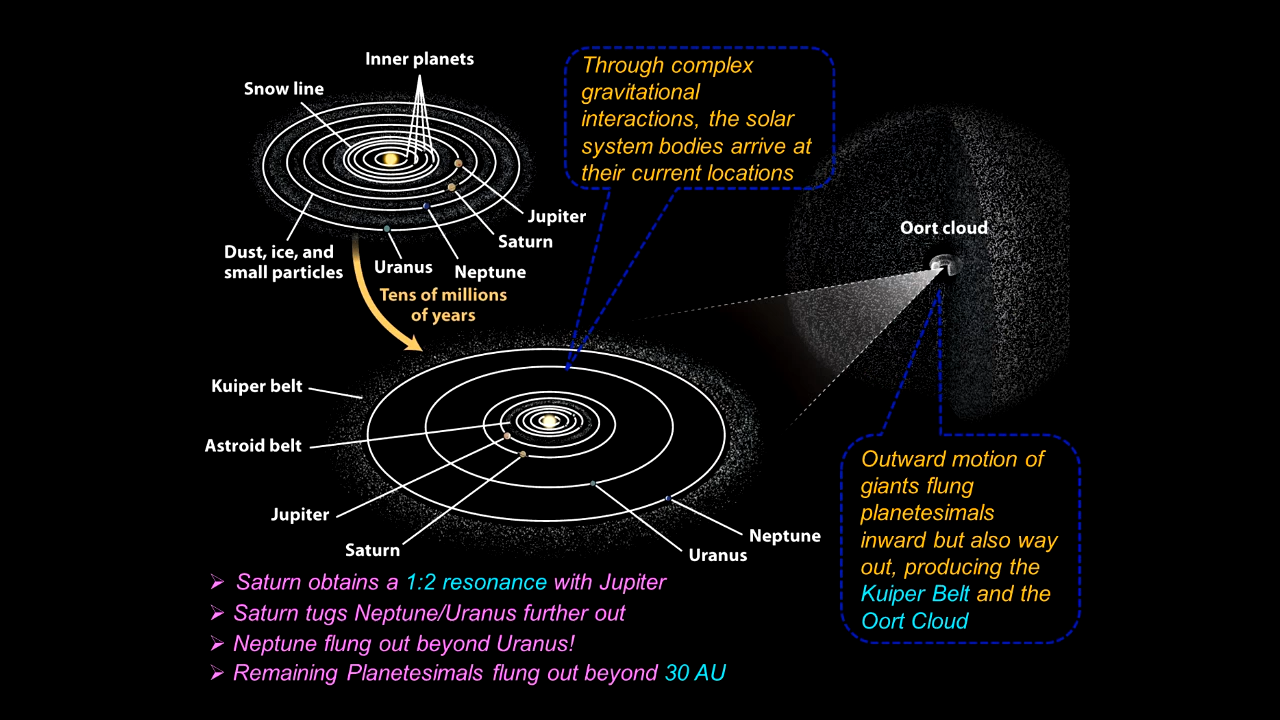 Inner planets
Snow line
Jupiter
Saturn
Neptune
Uranus
Dust, ice, and
small particles
Tens of millions
of years
Through complex
gravitational
interactions, the solar
system bodies arrive at
their current locations
Oort cloud
Kuiper belt
Astroid belt
Jupiter
Saturn
Uranus
Neptune
Outward motion of
giants flung
planetesimals
inward but also way
out, producing the
Kuiper Belt and the
Oort Cloud
➢ Saturn obtains a 1:2 resonance with Jupiter
➢ Saturn tugs Neptune/Uranus further out
➢ Neptune flung out beyond Uranus!
➢ Remaining Planetesimals flung out beyond 30 AU